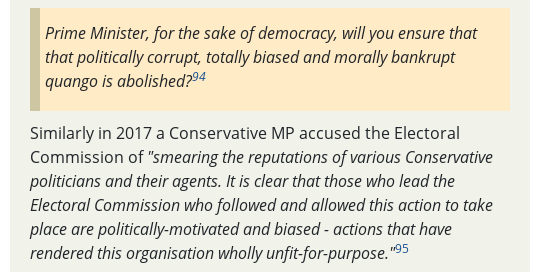 Prime Minister, for the sake of democracy, will you ensure that
that politically corrupt, totally biased and morally bankrupt
quango is abolished?94
Similarly in 2017 a Conservative MP accused the Electoral
Commission of "smearing the reputations of various Conservative
politicians and their agents. It is clear that those who lead the
Electoral Commission who followed and allowed this action to take
place are politically-motivated and biased - actions that have
rendered this organisation wholly unfit-for-purpose."95